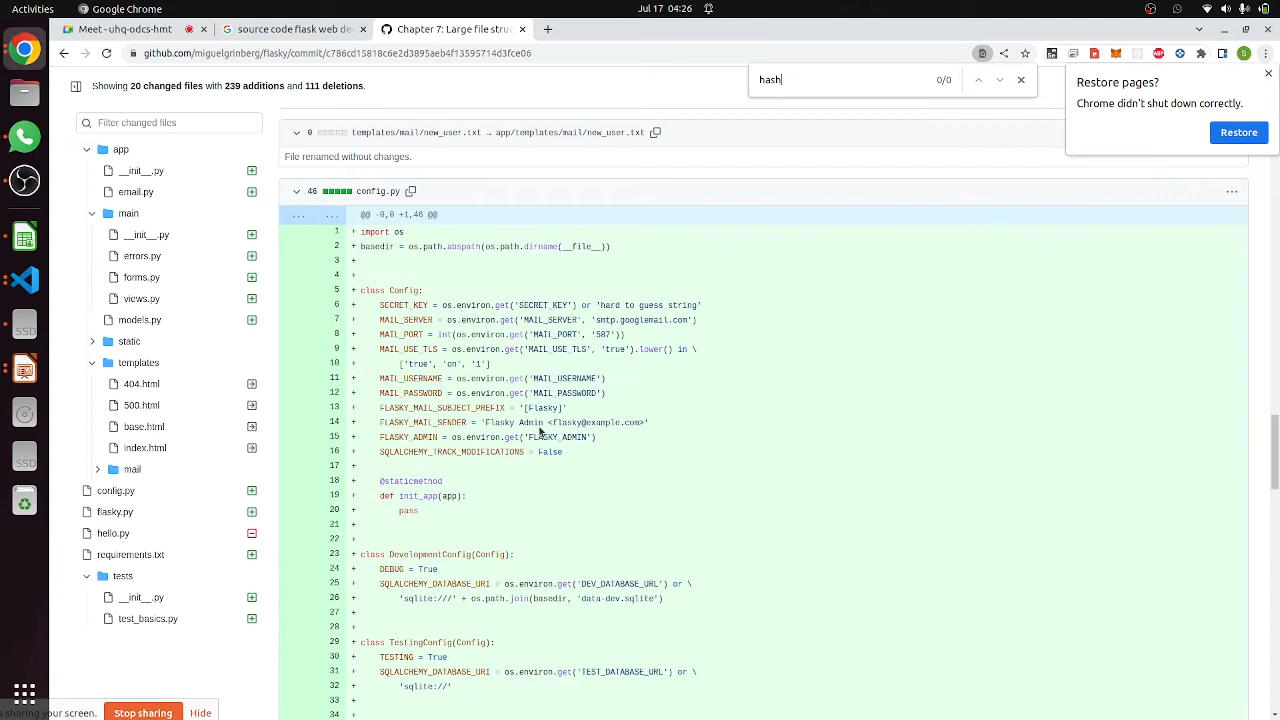 Activities
Google Chrome
Jul 17 04:26
Meet - uhq-odcs-hmt
source code flask web de
Chapter 7: Large file struc
github.com/miguelgrinberg/flasky/commit/c786cd15818c6e2d3895aeb4f13595714d3fce06
S
ABP
hash
0/0
Restore pages?
Chrome didn't shut down correctly.
Restore
Showing 20 changed files with 239 additions and 111 deletions.
Filter changed files
app
__init__.py
email.py
main
__init__.py
errors.py
forms.py
views.py
models.py
static
templates
404.html
500.html
base.html
index.html
mail
config.py
flasky.py
hello.py
requirements.txt
tests
__init__.py
test_basics.py
0 templates/mail/new_user.txt → app/templates/mail/new_user.txt
File renamed without changes.
46 config.py
... ... @@ -0,0 +1,46 @@
1 + import os
2 + basedir = os.path.abspath(os.path.dirname(__file__))
3 +
4 +
5 + class Config:
6 + SECRET_KEY = os.environ.get('SECRET_KEY') or 'hard to guess string'
7 + MAIL_SERVER = os.environ.get('MAIL_SERVER', 'smtp.googlemail.com')
8 + MAIL_PORT = int(os.environ.get('MAIL_PORT', '587'))
9 + MAIL_USE_TLS = os.environ.get('MAIL_USE_TLS', 'true').lower() in \
10 + ['true', 'on', '1']
11 + MAIL_USERNAME = os.environ.get('MAIL_USERNAME')
12 + MAIL_PASSWORD = os.environ.get('MAIL_PASSWORD')
13 + FLASKY_MAIL_SUBJECT_PREFIX = '[Flasky]'
14 + FLASKY_MAIL_SENDER = 'Flasky Admin <flasky@example.com>'
15 + FLASKY_ADMIN = os.environ.get('FLASKY_ADMIN')
16 + SQLALCHEMY_TRACK_MODIFICATIONS = False
17 +
18 + @staticmethod
19 + def init_app(app):
20 + pass
21 +
22 +
23 + class DevelopmentConfig(Config):
24 + DEBUG = True
25 + SQLALCHEMY_DATABASE_URI = os.environ.get('DEV_DATABASE_URL') or \
26 + 'sqlite:///' + os.path.join(basedir, 'data-dev.sqlite')
27 +
28 +
29 + class TestingConfig(Config):
30 + TESTING = True
31 + SQLALCHEMY_DATABASE_URI = os.environ.get('TEST_DATABASE_URL') or \
32 + 'sqlite://'
33 +
34 +
SSD
SSD
s sharing your screen.
Stop sharing
Hide